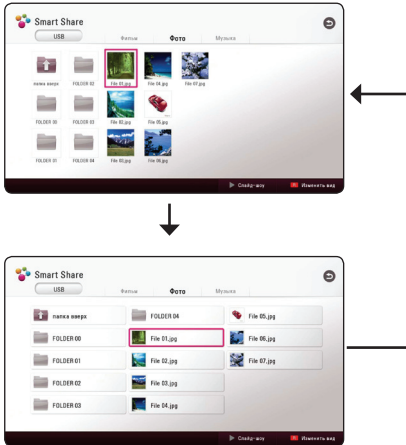 Smart Share
USB
Фильм Фото Музыка
папка вверх FOLDER 02 File 01.jpg File 04.jpg File 07.jpg
FOLDER 00 FOLDER 03 File 02.jpg File 05.jpg
FOLDER 01 FOLDER 04 File 03.jpg File 06.jpg
Слайд-шоу Изменить вид
Smart Share
USB
Фильм Фото Музыка
папка вверх FOLDER 04 File 05.jpg
FOLDER 00 File 01.jpg File 06.jpg
FOLDER 01 File 02.jpg File 07.jpg
FOLDER 02 File 03.jpg
FOLDER 03 File 04.jpg
Слайд-шоу Изменить вид